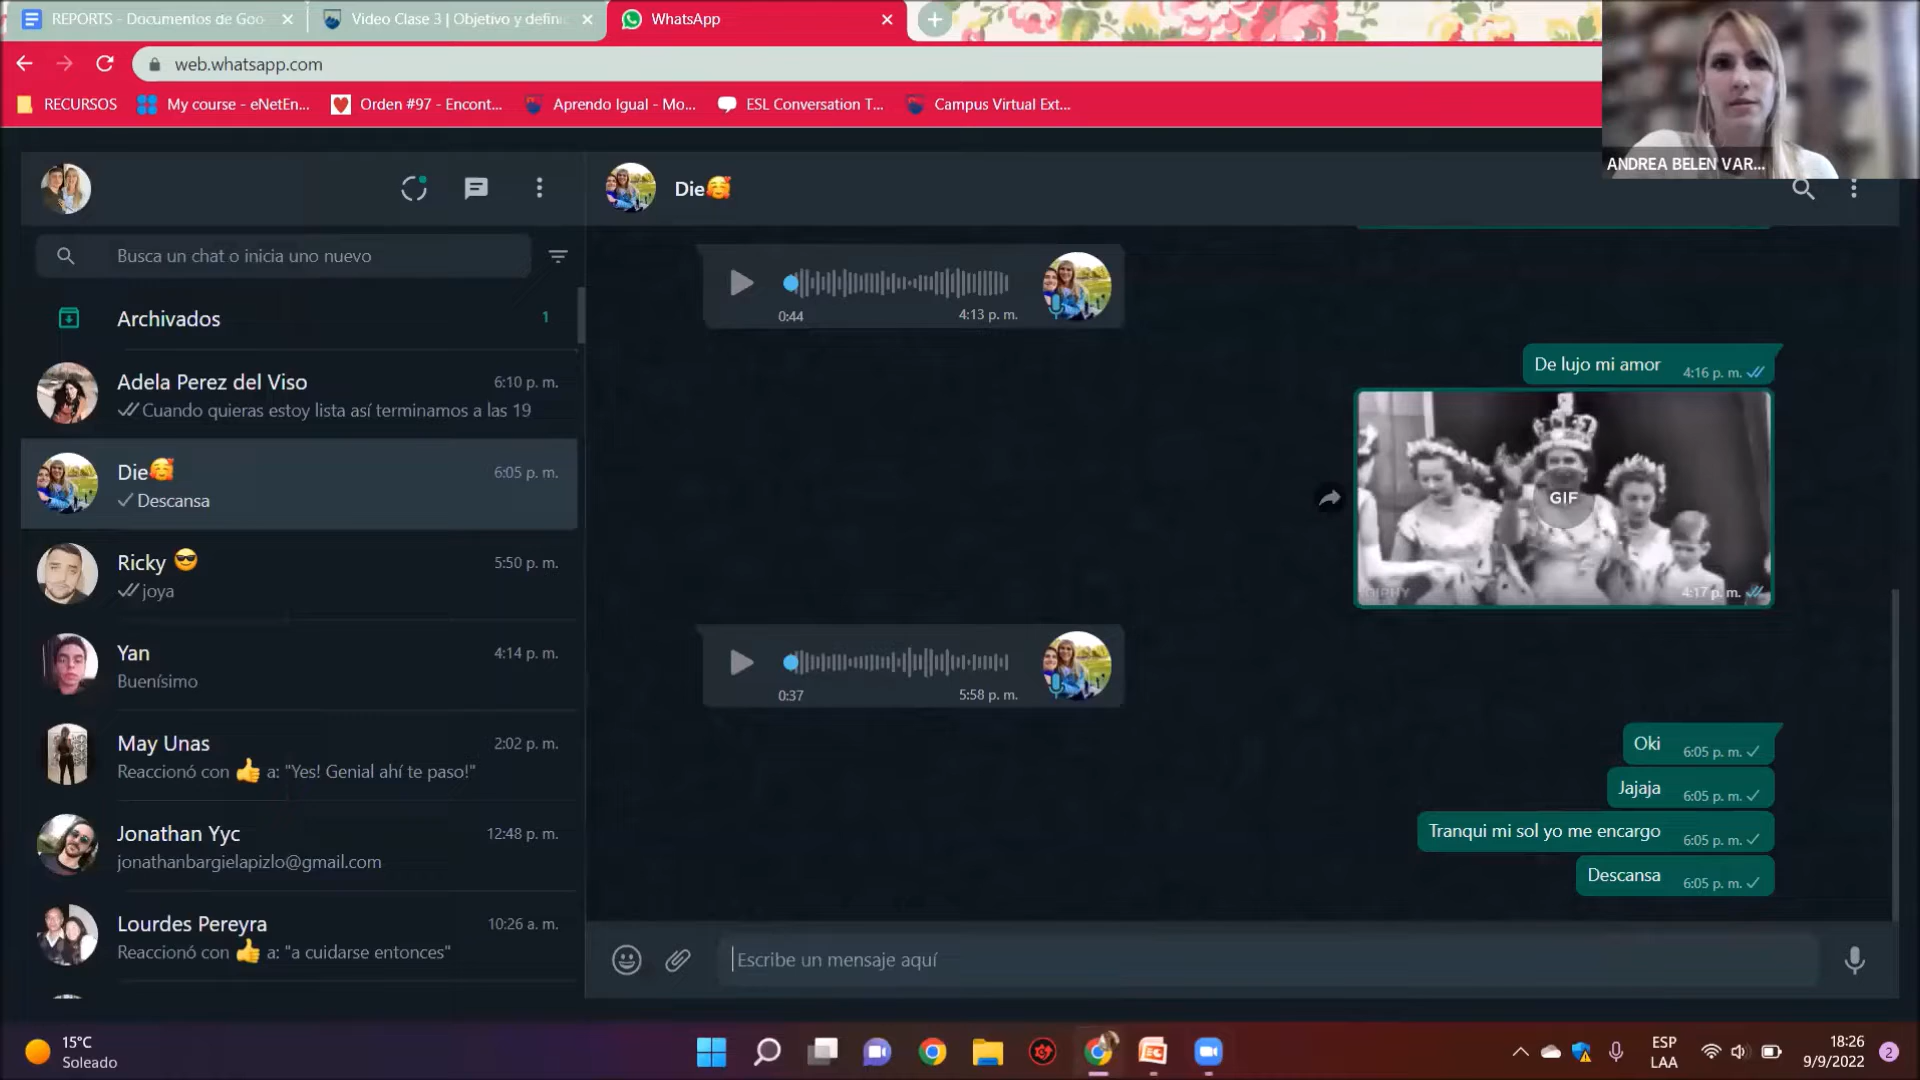 REPORTS - Documentos de Goo
Video Clase 3 | Objetivo y defini
WhatsApp
web.whatsapp.com
RECURSOS
My course - eNetEn...
Orden #97 - Encont...
Aprendo Igual - Mo...
ESL Conversation T...
Campus Virtual Ext...
ANDREA BELEN VAR...
Die🥰
Busca un chat o inicia uno nuevo
Archivados 1
Adela Perez del Viso 6:10 p. m.
Cuando quieras estoy lista así terminamos a las 19
Die🥰 6:05 p. m.
Descansa
Ricky 😎 5:50 p. m.
joya
Yan 4:14 p. m.
Buenísimo
May Unas 2:02 p. m.
Reaccionó con 👍 a: "Yes! Genial ahí te paso!"
Jonathan Yyc 12:48 p. m.
jonathanbargielapizlo@gmail.com
Lourdes Pereyra 10:26 a. m.
Reaccionó con 👍 a: "a cuidarse entonces"
0:44 4:13 p. m.
De lujo mi amor 4:16 p. m.
GIF
GIPHY 4:17 p. m.
0:37 5:58 p. m.
Oki 6:05 p. m.
Jajaja 6:05 p. m.
Tranqui mi sol yo me encargo 6:05 p. m.
Descansa 6:05 p. m.
Escribe un mensaje aquí
15°C
Soleado
ESP
LAA
18:26
9/9/2022
2